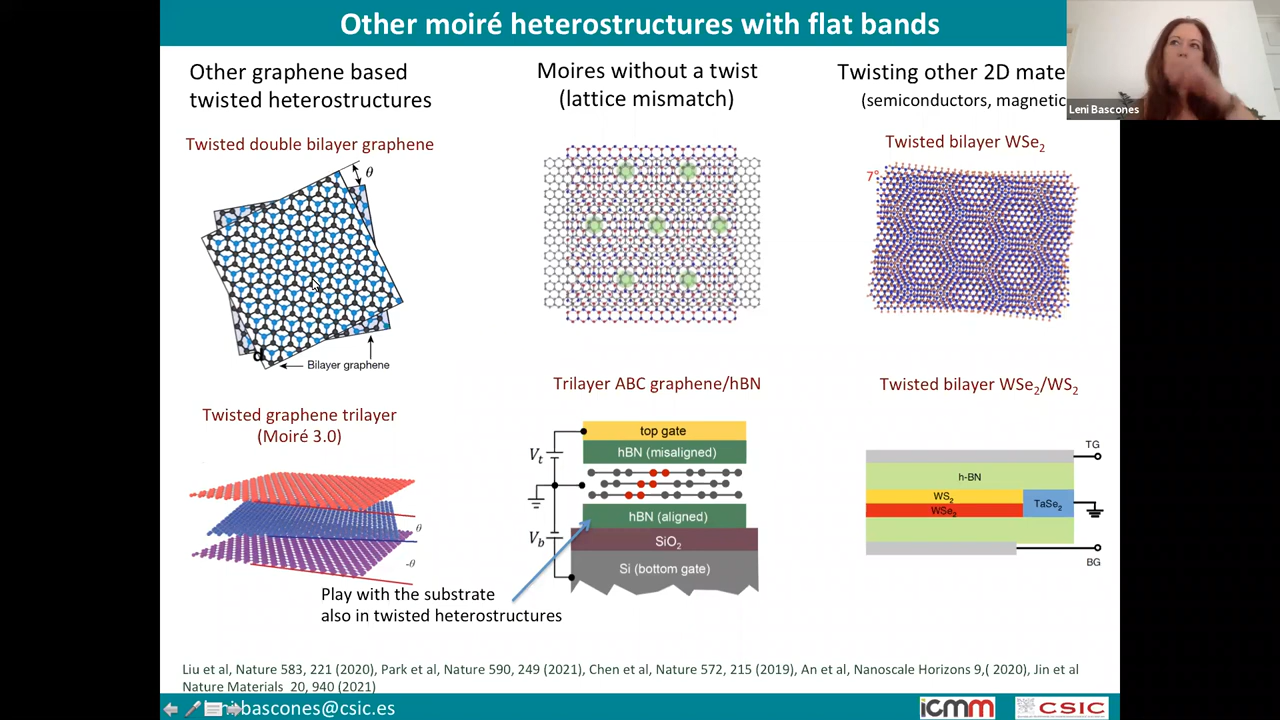 Other moiré heterostructures with flat bands
Leni Bascones
Other graphene based
twisted heterostructures
Twisted double bilayer graphene
θ
d
Bilayer graphene
Twisted graphene trilayer
(Moiré 3.0)
θ
-θ
Moires without a twist
(lattice mismatch)
Trilayer ABC graphene/hBN
top gate
hBN (misaligned)
Vt
hBN (aligned)
Vb
SiO2
Si (bottom gate)
Play with the substrate
also in twisted heterostructures
Twisting other 2D mate
(semiconductors, magnetic
Twisted bilayer WSe2
7°
Twisted bilayer WSe2/WS2
TG
h-BN
WS2
WSe2
TaSe2
BG
Liu et al, Nature 583, 221 (2020), Park et al, Nature 590, 249 (2021), Chen et al, Nature 572, 215 (2019), An et al, Nanoscale Horizons 9,( 2020), Jin et al
Nature Materials 20, 940 (2021)
bascones@csic.es
icmm
CSIC